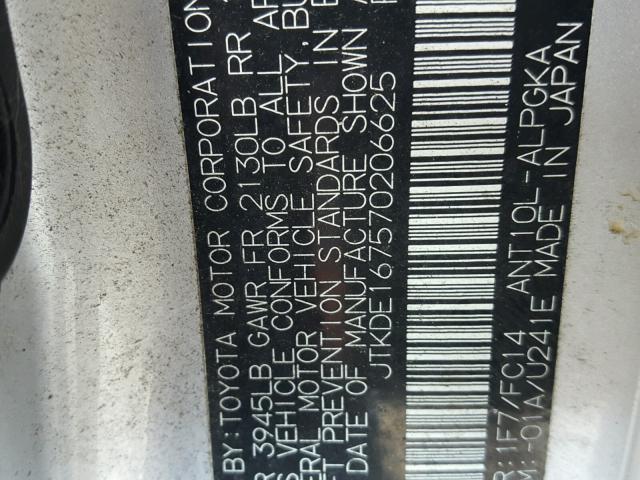 BY:TOYOTA MOTOR CORPORATION
3945LB GAWR FR 2130LB RR
VEHICLE CONFORMS TO ALL
MOTOR VEHICLE SAFETY, BU
PREVENTION STANDARDS IN
DATE OF MANUFACTURE SHOWN
JTKDE167570206625
R:1F7/FC14 ANT10L-ALPGKA
M:-01A/U241E MADE IN JAPAN